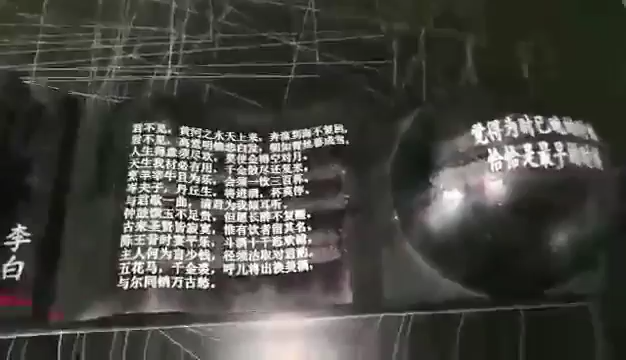 李白
君不见，黄河之水天上来，奔流到海不复回。
君不见，高堂明镜悲白发，朝如青丝暮成雪。
人生得意须尽欢，莫使金樽空对月。
天生我材必有用，千金散尽还复来。
烹羊宰牛且为乐，会须一饮三百杯。
岑夫子，丹丘生，将进酒，杯莫停。
与君歌一曲，请君为我倾耳听。
钟鼓馔玉不足贵，但愿长醉不复醒。
古来圣贤皆寂寞，惟有饮者留其名。
陈王昔时宴平乐，斗酒十千恣欢谑。
主人何为言少钱，径须沽取对君酌。
五花马，千金裘，呼儿将出换美酒，
与尔同销万古愁。
觉得为时已晚
恰恰是最早